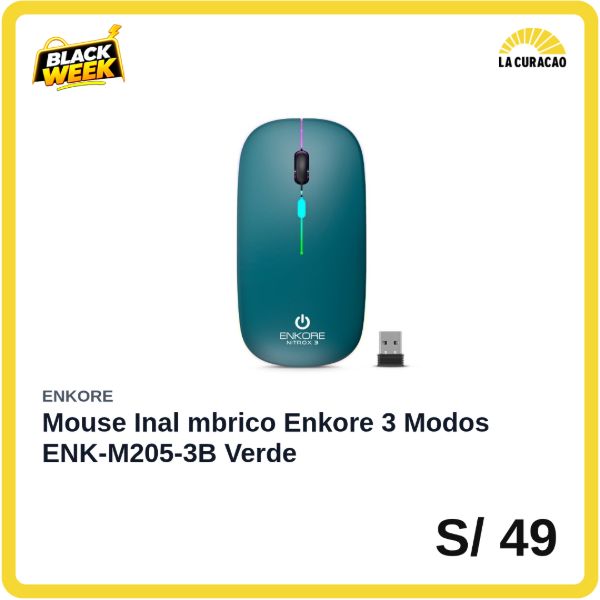 BLACK
WEEK
LA CURACAO
ENKORE
NITROX 3
ENKORE
Mouse Inal mbrico Enkore 3 Modos
ENK-M205-3B Verde
S/ 49